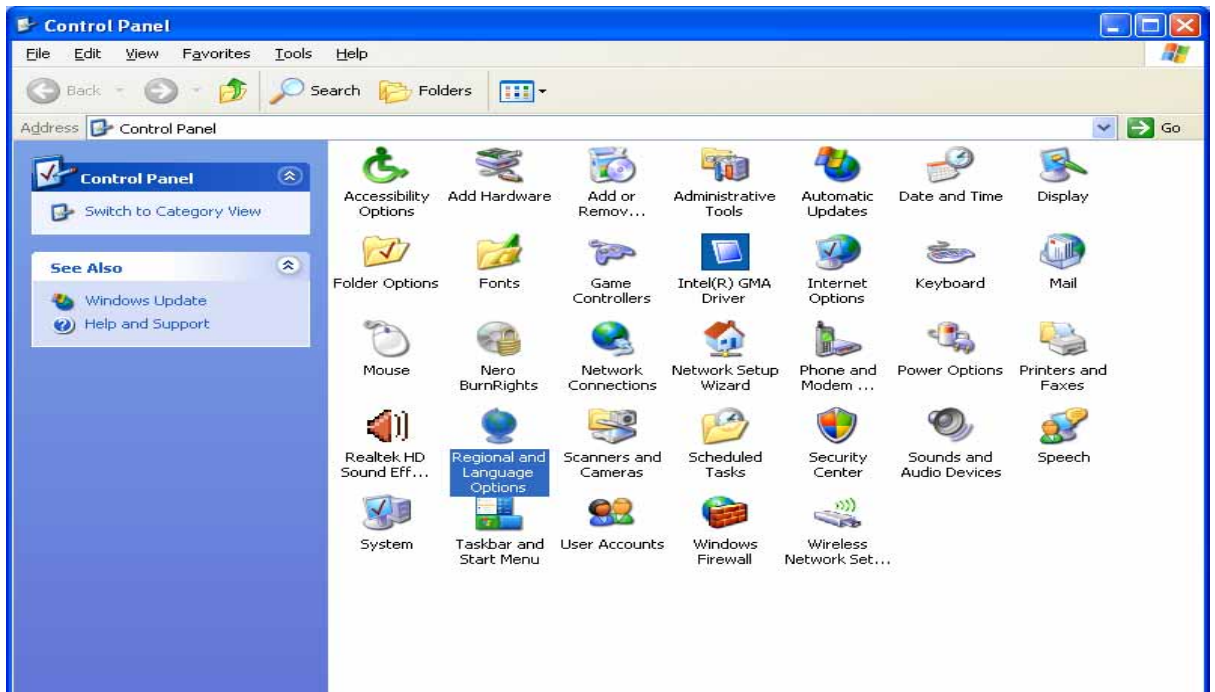 Control Panel
File Edit View Favorites Tools Help
Back Search Folders
Address Control Panel Go
Control Panel
Switch to Category View
See Also
Windows Update
Help and Support
Accessibility Options
Add Hardware
Add or Remov...
Administrative Tools
Automatic Updates
Date and Time
Display
Folder Options
Fonts
Game Controllers
Intel(R) GMA Driver
Internet Options
Keyboard
Mail
Mouse
Nero BurnRights
Network Connections
Network Setup Wizard
Phone and Modem ...
Power Options
Printers and Faxes
Realtek HD Sound Eff...
Regional and Language Options
Scanners and Cameras
Scheduled Tasks
Security Center
Sounds and Audio Devices
Speech
System
Taskbar and Start Menu
User Accounts
Windows Firewall
Wireless Network Set...